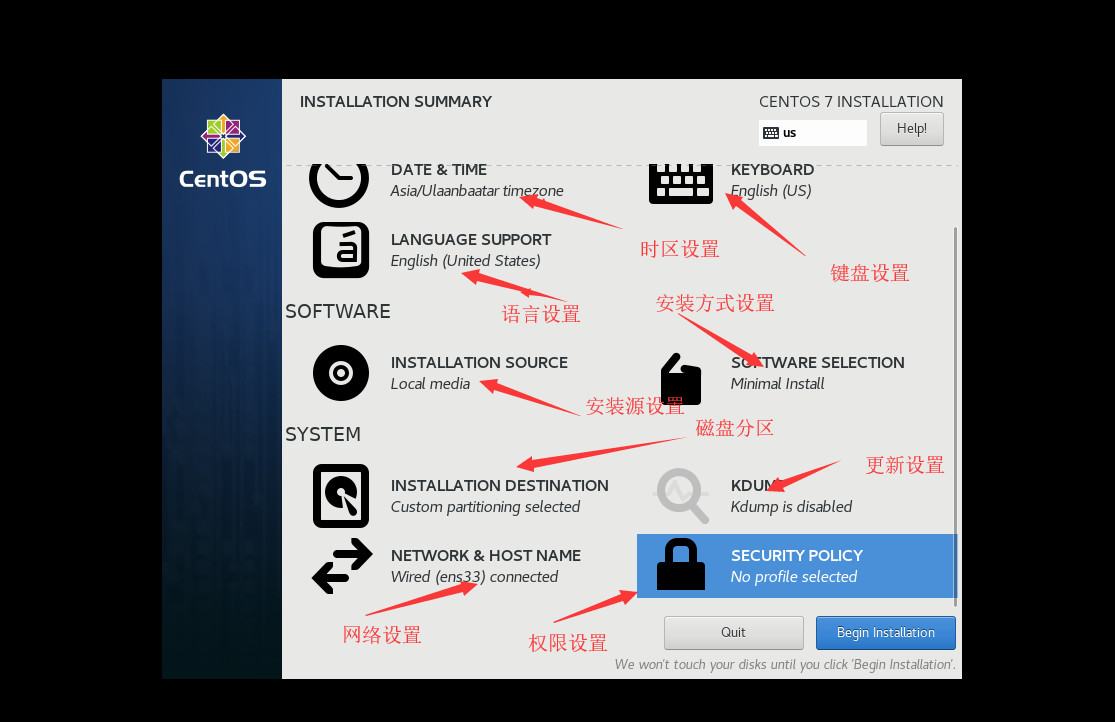 INSTALLATION SUMMARY
CENTOS 7 INSTALLATION
us
Help!
CentOS
DATE & TIME
Asia/Ulaanbaatar timezone
KEYBOARD
English (US)
时区设置
键盘设置
LANGUAGE SUPPORT
English (United States)
语言设置
安装方式设置
SOFTWARE
INSTALLATION SOURCE
Local media
SOFTWARE SELECTION
Minimal Install
安装源设置
磁盘分区
SYSTEM
更新设置
INSTALLATION DESTINATION
Custom partitioning selected
KDUMP
Kdump is disabled
NETWORK & HOST NAME
Wired (ens33) connected
SECURITY POLICY
No profile selected
网络设置
权限设置
Quit
Begin Installation
We won't touch your disks until you click 'Begin Installation'.